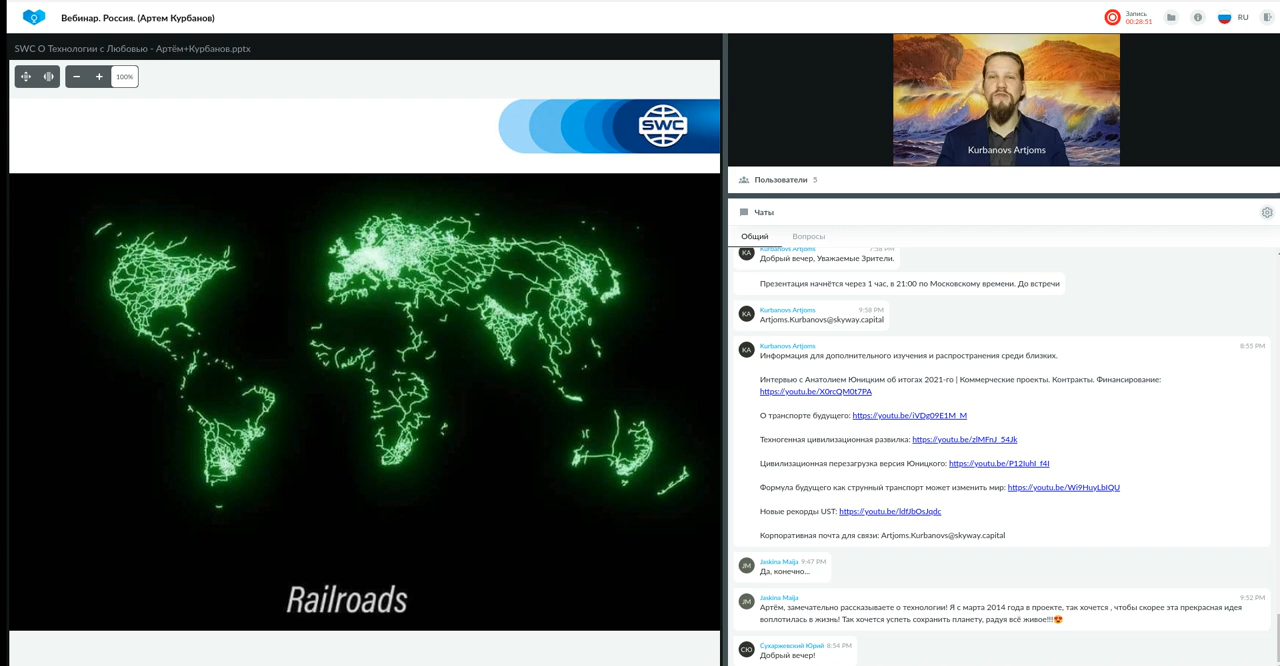 Вебинар. Россия. (Артем Курбанов)
Запись
00:28:51
RU
SWC О Технологии с Любовью - Артём+Курбанов.pptx
100%
SWC
Railroads
Kurbanovs Artjoms
Пользователи 5
Чаты
Общий Вопросы
KA
Kurbanovs Artjoms 7:58 PM
Добрый вечер, Уважаемые Зрители.
Презентация начнётся через 1 час, в 21:00 по Московскому времени. До встречи
KA
Kurbanovs Artjoms 9:58 PM
Artjoms.Kurbanovs@skyway.capital
KA
Kurbanovs Artjoms 8:55 PM
Информация для дополнительного изучения и распространения среди близких.
Интервью с Анатолием Юницким об итогах 2021-го | Коммерческие проекты. Контракты. Финансирование:
https://youtu.be/X0rcQM0t7PA
О транспорте будущего: https://youtu.be/iVDg09E1M_M
Техногенная цивилизационная развилка: https://youtu.be/zlMFnJ_54Jk
Цивилизационная перезагрузка версия Юницкого: https://youtu.be/P12IuhI_f4I
Формула будущего как струнный транспорт может изменить мир: https://youtu.be/Wi9HuyLbIQU
Новые рекорды UST: https://youtu.be/ldfJbOsJqdc
Корпоративная почта для связи: Artjoms.Kurbanovs@skyway.capital
JM
Jaskina Maija 9:47 PM
Да, конечно...
JM
Jaskina Maija 9:52 PM
Артём, замечательно рассказываете о технологии! Я с марта 2014 года в проекте, так хочется , чтобы скорее эта прекрасная идея
воплотилась в жизнь! Так хочется успеть сохранить планету, радуя всё живое!!!😍
СЮ
Сухаржевский Юрий 8:54 PM
Добрый вечер!